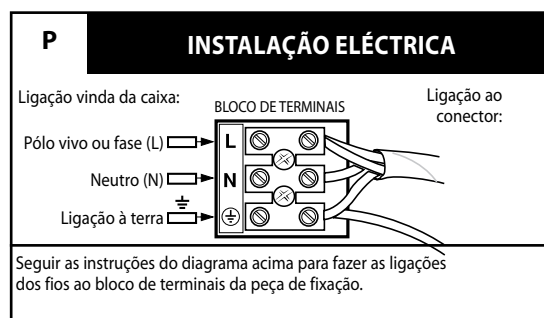 P
INSTALAÇÃO ELÉCTRICA
Ligação vinda da caixa:
BLOCO DE TERMINAIS
Ligação ao
conector:
Pólo vivo ou fase (L)
L
Neutro (N)
N
Ligação à terra
Seguir as instruções do diagrama acima para fazer as ligações
dos fios ao bloco de terminais da peça de fixação.